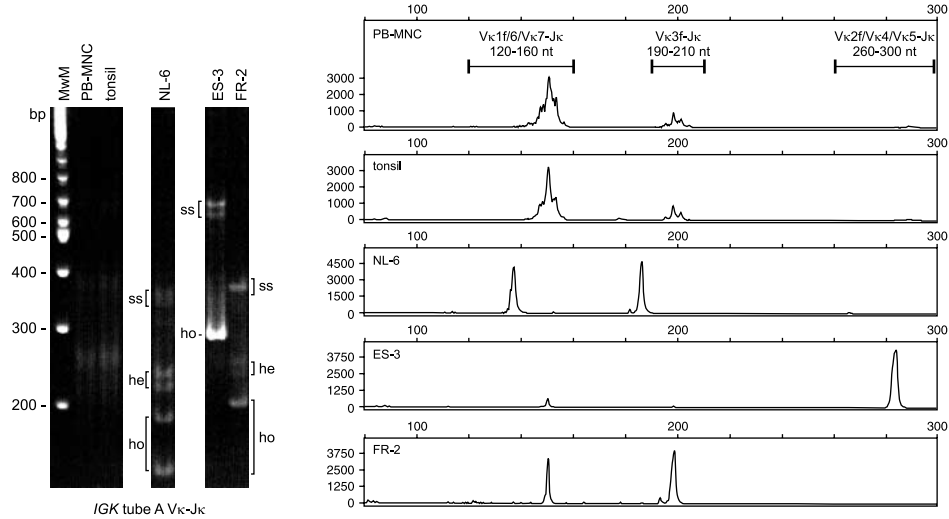 MwM
PB-MNC
tonsil
NL-6
ES-3
FR-2
bp
800 -
700 -
600 -
500 -
400 -
300 -
200 -
ss
he
ho
ss
ho-
ss
he
ho
IGK tube A Vκ-Jκ
100 200 300
PB-MNC
Vκ1f/6/Vκ7-Jκ
120-160 nt
Vκ3f-Jκ
190-210 nt
Vκ2f/Vκ4/Vκ5-Jκ
260-300 nt
3000
2000
1000
0
100 200 300
tonsil
3000
2000
1000
0
100 200 300
NL-6
4500
3000
1500
0
100 200 300
ES-3
3750
2500
1250
0
100 200 300
FR-2
3750
2500
1250
0